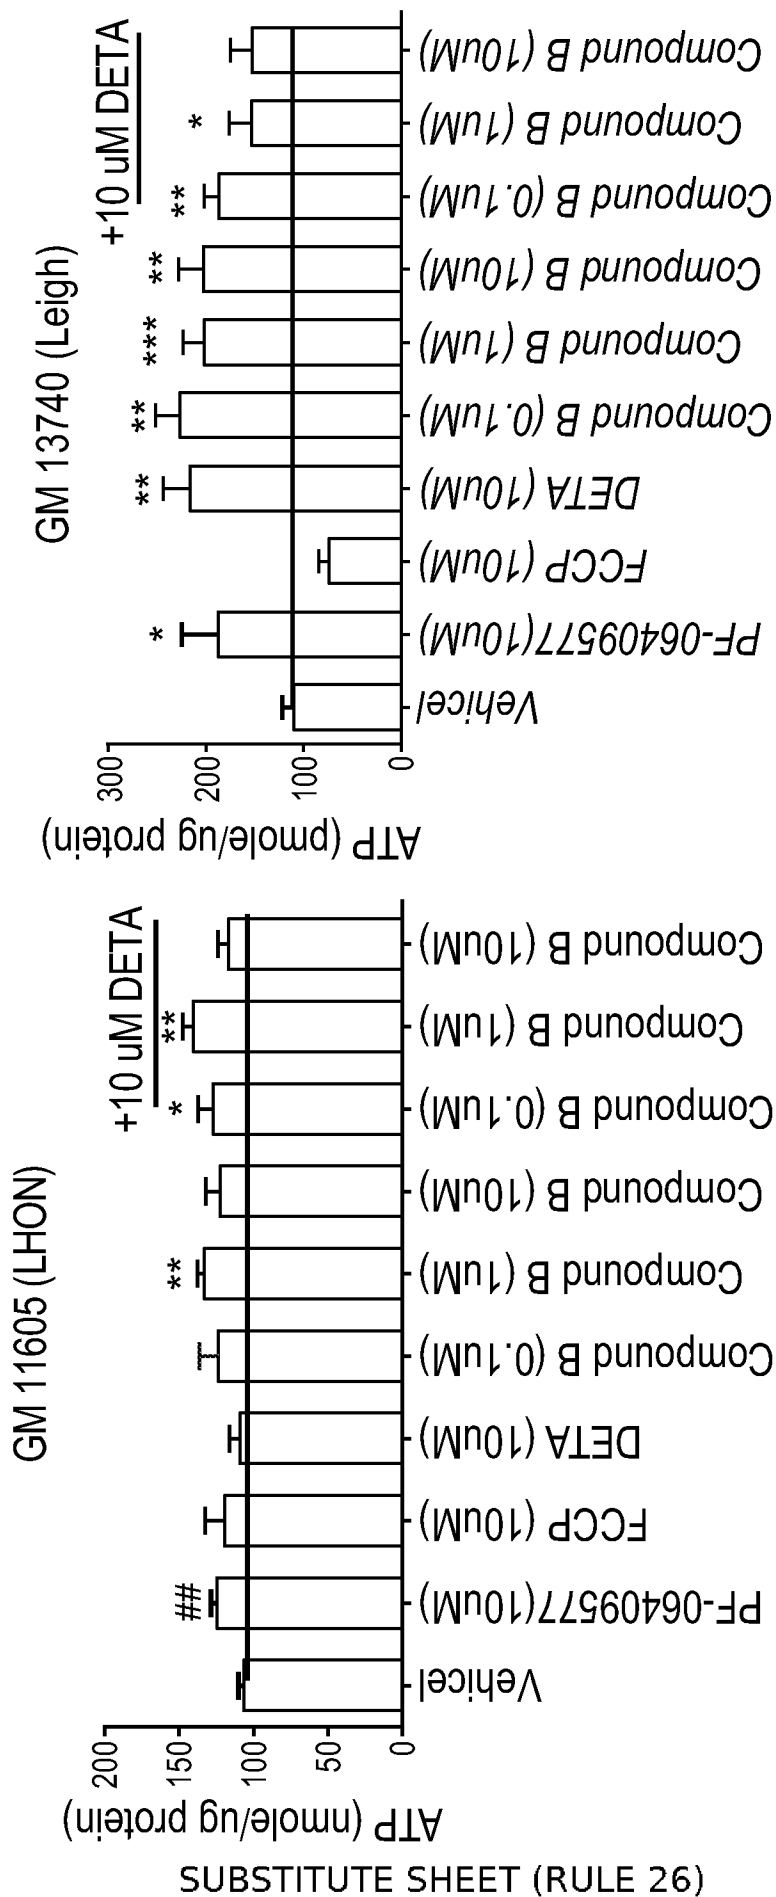 GM 11605 (LHON)
+10 uM DETA
**
*
**
##
ATP (nmole/ug protein)
200
150
100
50
0
Vehicel
PF-06409577(10uM)
FCCP (10uM)
DETA (10uM)
Compound B (0.1uM)
Compound B (1uM)
Compound B (10uM)
Compound B (0.1uM)
Compound B (1uM)
Compound B (10uM)
GM 13740 (Leigh)
+10 uM DETA
*
**
**
***
**
**
*
ATP (pmole/ug protein)
300
200
100
0
Vehicel
PF-06409577(10uM)
FCCP (10uM)
DETA (10uM)
Compound B (0.1uM)
Compound B (1uM)
Compound B (10uM)
Compound B (0.1uM)
Compound B (1uM)
Compound B (10uM)
SUBSTITUTE SHEET (RULE 26)